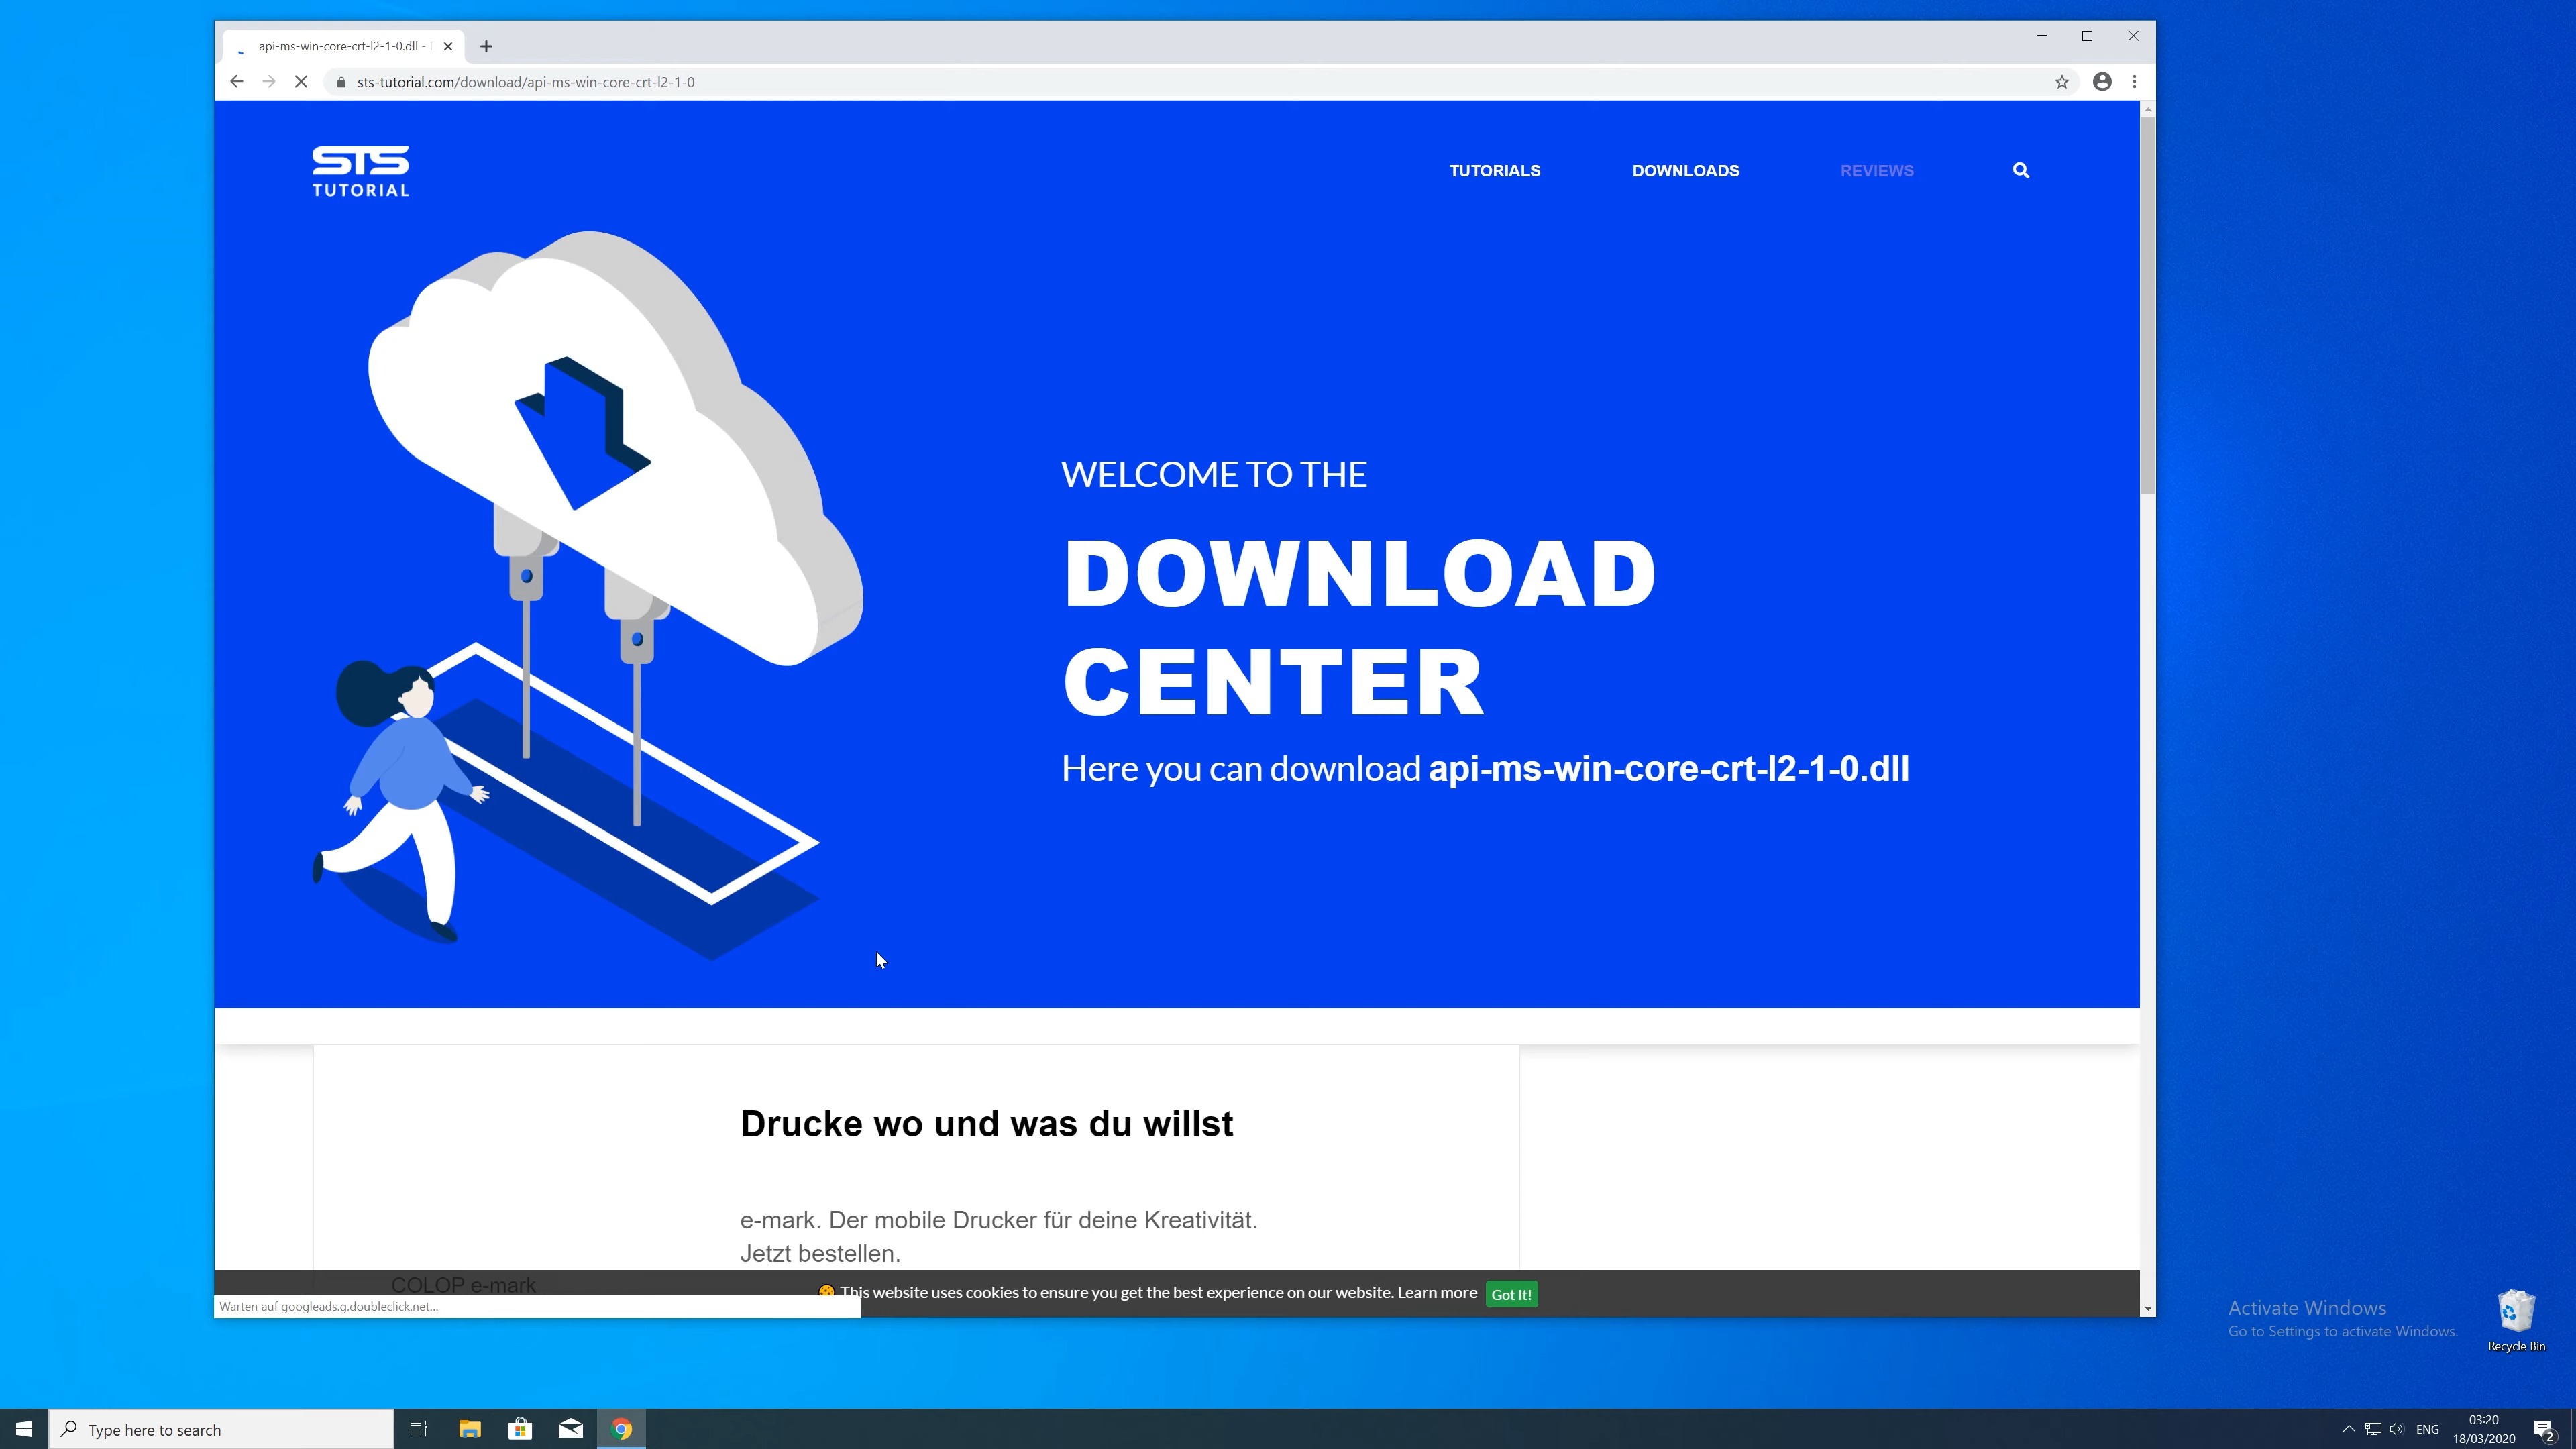 api-ms-win-core-crt-l2-1-0.dll -
sts-tutorial.com/download/api-ms-win-core-crt-l2-1-0
STS
TUTORIAL
TUTORIALS
DOWNLOADS
REVIEWS
WELCOME TO THE
DOWNLOAD
CENTER
Here you can download api-ms-win-core-crt-l2-1-0.dll
Drucke wo und was du willst
e-mark. Der mobile Drucker für deine Kreativität.
Jetzt bestellen.
COLOP e-mark
This website uses cookies to ensure you get the best experience on our website. Learn more
Got It!
Warten auf googleads.g.doubleclick.net...
Activate Windows
Go to Settings to activate Windows.
Recycle Bin
Type here to search
ENG
03:20
18/03/2020
2